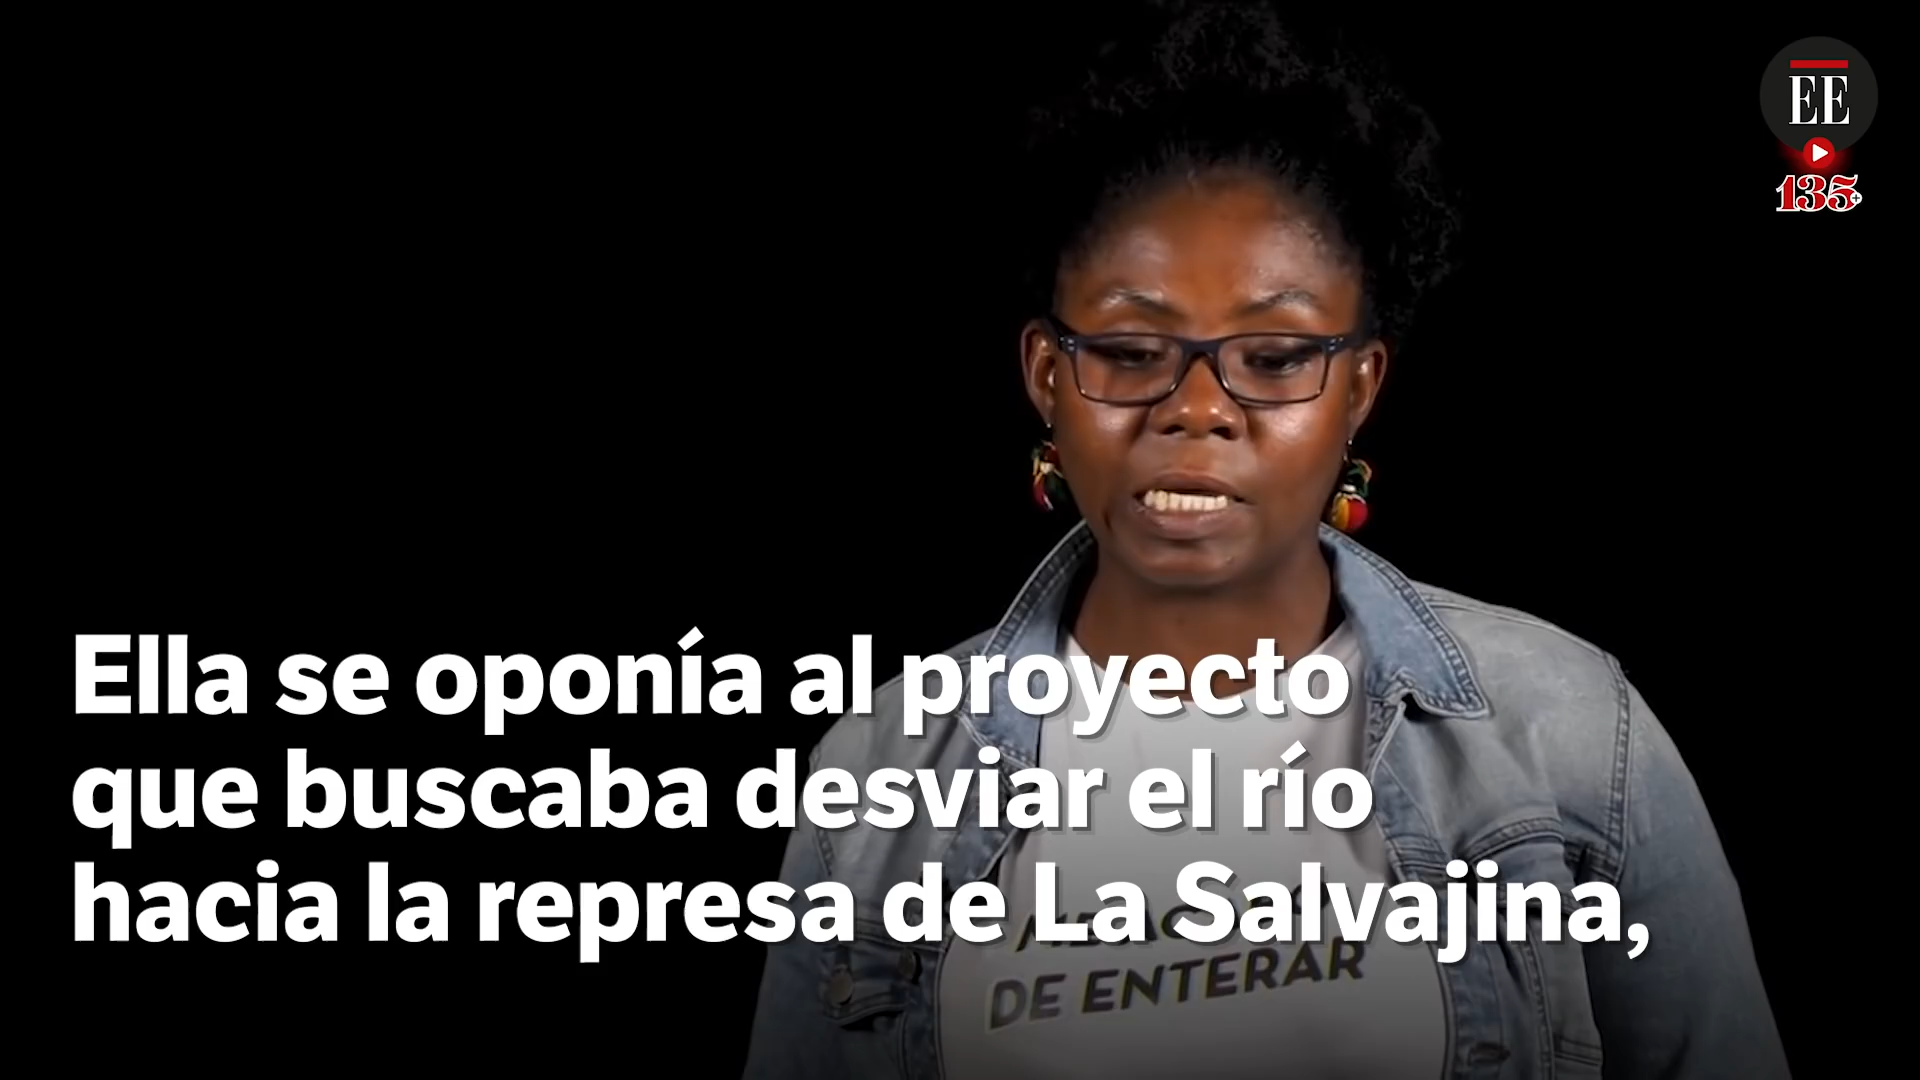 EE
135+
Ella se oponía al proyecto
que buscaba desviar el río
hacia la represa de La Salvajina,
DE ENTERAR